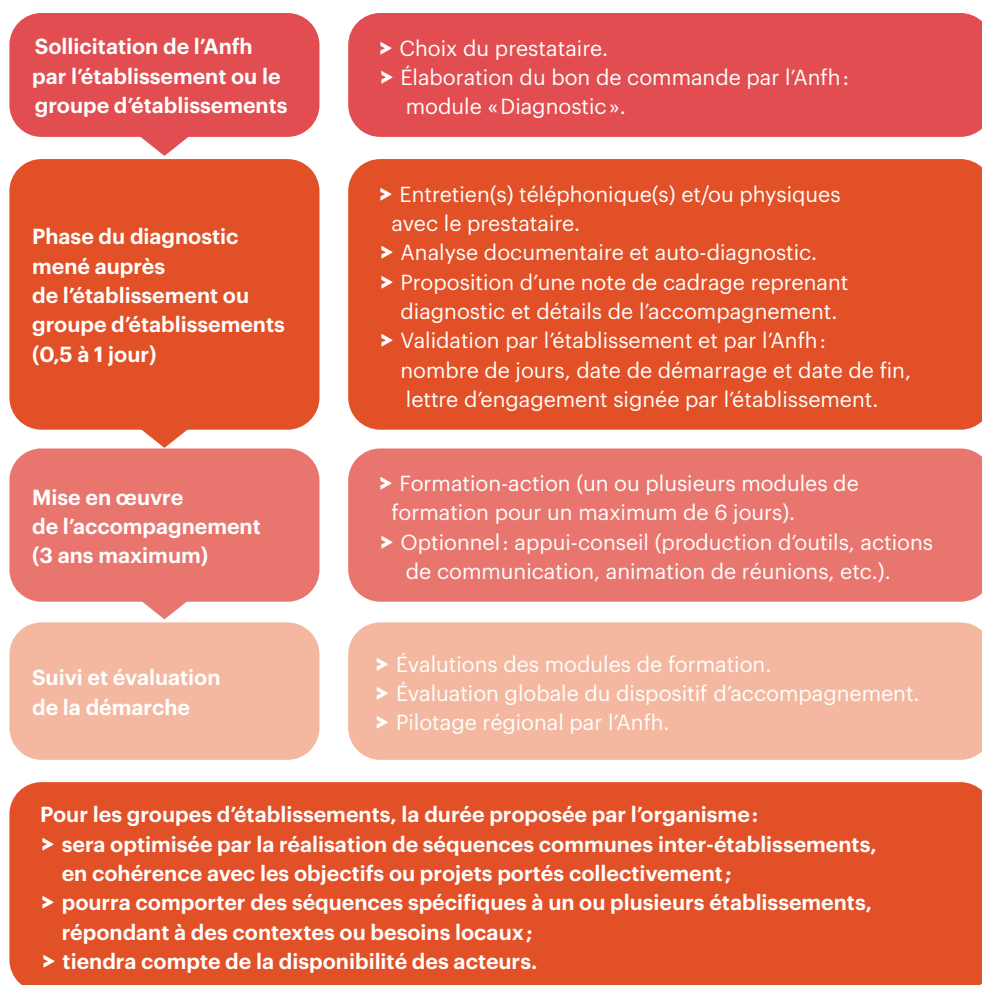 Sollicitation de l'Anfh
par l'établissement ou le
groupe d'établissements
> Choix du prestataire.
> Élaboration du bon de commande par l'Anfh :
module « Diagnostic ».
Phase du diagnostic
mené auprès
de l'établissement ou
groupe d'établissements
(0,5 à 1 jour)
> Entretien(s) téléphonique(s) et/ou physiques
avec le prestataire.
> Analyse documentaire et auto-diagnostic.
> Proposition d'une note de cadrage reprenant
diagnostic et détails de l'accompagnement.
> Validation par l'établissement et par l'Anfh :
nombre de jours, date de démarrage et date de fin,
lettre d'engagement signée par l'établissement.
Mise en œuvre
de l'accompagnement
(3 ans maximum)
> Formation-action (un ou plusieurs modules de
formation pour un maximum de 6 jours).
> Optionnel : appui-conseil (production d'outils, actions
de communication, animation de réunions, etc.).
Suivi et évaluation
de la démarche
> Évalutions des modules de formation.
> Évaluation globale du dispositif d'accompagnement.
> Pilotage régional par l'Anfh.
Pour les groupes d'établissements, la durée proposée par l'organisme :
> sera optimisée par la réalisation de séquences communes inter-établissements,
en cohérence avec les objectifs ou projets portés collectivement ;
> pourra comporter des séquences spécifiques à un ou plusieurs établissements,
répondant à des contextes ou besoins locaux ;
> tiendra compte de la disponibilité des acteurs.